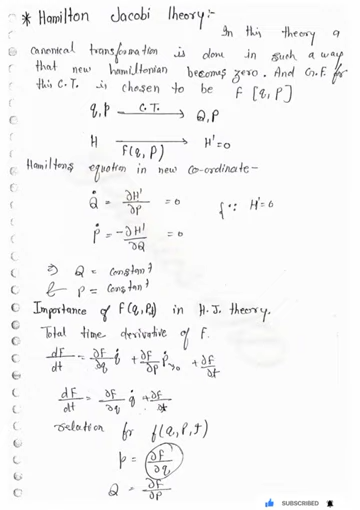 * Hamilton Jacobi theory:-
In this theory a
canonical transformation is done in such a way
that new hamiltonian becomes zero. And G.F. for
this C.T. is chosen to be F [q, P]
q, p —C.T.→ Q, P
H —F(q, P)→ H' = 0
Hamiltons equation in new co-ordinate -
Q̇ = ∂H'/∂P = 0 {∵ H' = 0
Ṗ = -∂H'/∂Q = 0
⇒ Q = constant
& P = constant
Importance of F(q, P, t) in H.J. theory.
Total time derivative of F.
dF/dt = ∂F/∂q q̇ + ∂F/∂P Ṗ→0 + ∂F/∂t
dF/dt = ∂F/∂q q̇ + ∂F/∂t
relation for f(q, P, t)
p = ∂F/∂q
Q = ∂F/∂P
SUBSCRIBED